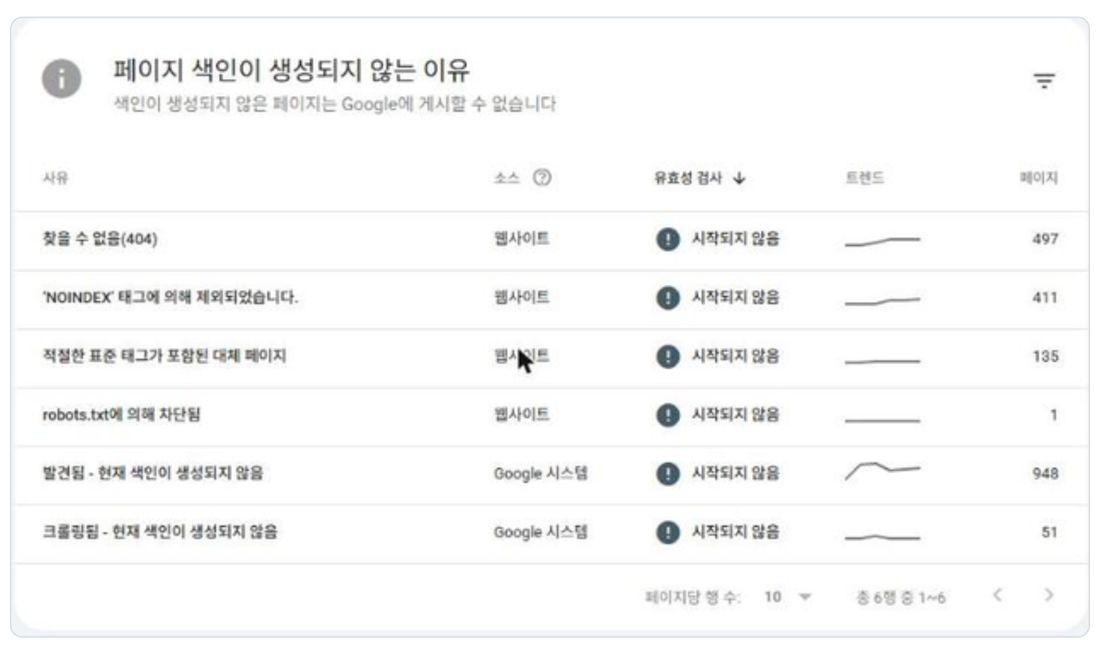 페이지 색인이 생성되지 않는 이유
색인이 생성되지 않은 페이지는 Google에 게시할 수 없습니다
사유 소스 유효성 검사 트렌드 페이지
찾을 수 없음(404) 웹사이트 시작되지 않음 497
'NOINDEX' 태그에 의해 제외되었습니다. 웹사이트 시작되지 않음 411
적절한 표준 태그가 포함된 대체 페이지 웹사이트 시작되지 않음 135
robots.txt에 의해 차단됨 웹사이트 시작되지 않음 1
발견됨 - 현재 색인이 생성되지 않음 Google 시스템 시작되지 않음 948
크롤링됨 - 현재 색인이 생성되지 않음 Google 시스템 시작되지 않음 51
페이지당 행 수: 10 총 6행 중 1~6